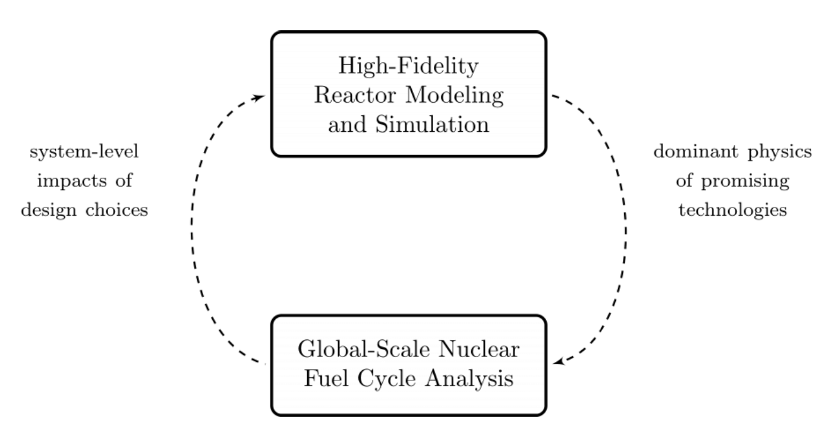 High-Fidelity
Reactor Modeling
and Simulation
system-level
impacts of
design choices
dominant physics
of promising
technologies
Global-Scale Nuclear
Fuel Cycle Analysis